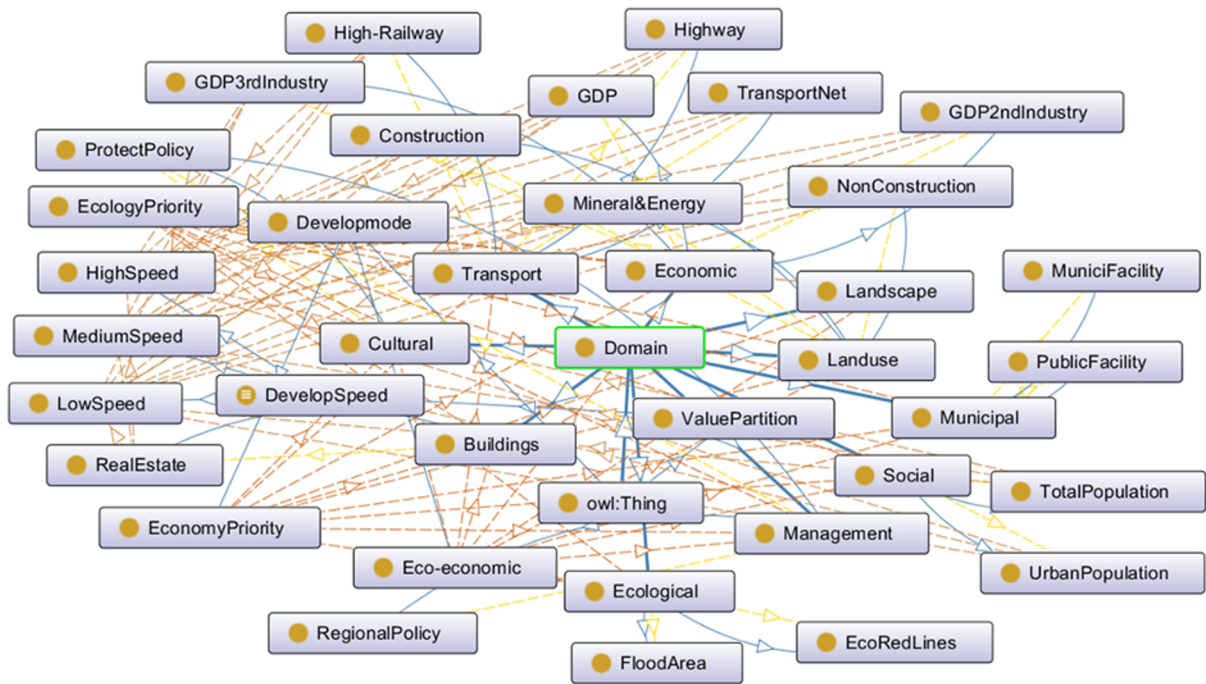 High-Railway
Highway
GDP3rdIndustry
GDP
TransportNet
GDP2ndIndustry
Construction
ProtectPolicy
NonConstruction
EcologyPriority
Mineral&Energy
Developmode
HighSpeed
Transport
Economic
MuniciFacility
Landscape
MediumSpeed
Cultural
Domain
Landuse
PublicFacility
LowSpeed
DevelopSpeed
ValuePartition
Municipal
Buildings
RealEstate
Social
TotalPopulation
owl:Thing
EconomyPriority
Management
Eco-economic
UrbanPopulation
Ecological
RegionalPolicy
EcoRedLines
FloodArea